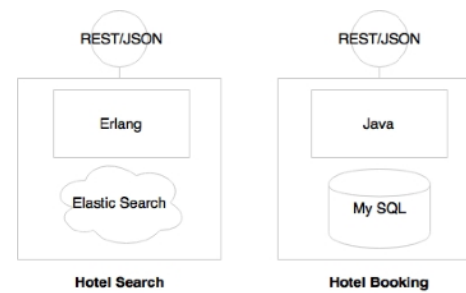 REST/JSON
Erlang
Elastic Search
Hotel Search
REST/JSON
Java
My SQL
Hotel Booking